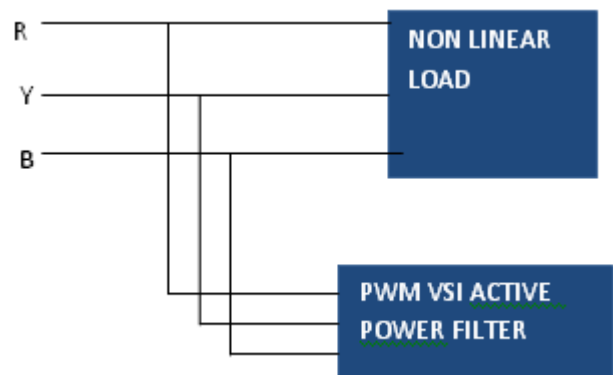 R
NON LINEAR
LOAD
Y
B
PWM VSI ACTIVE
POWER FILTER